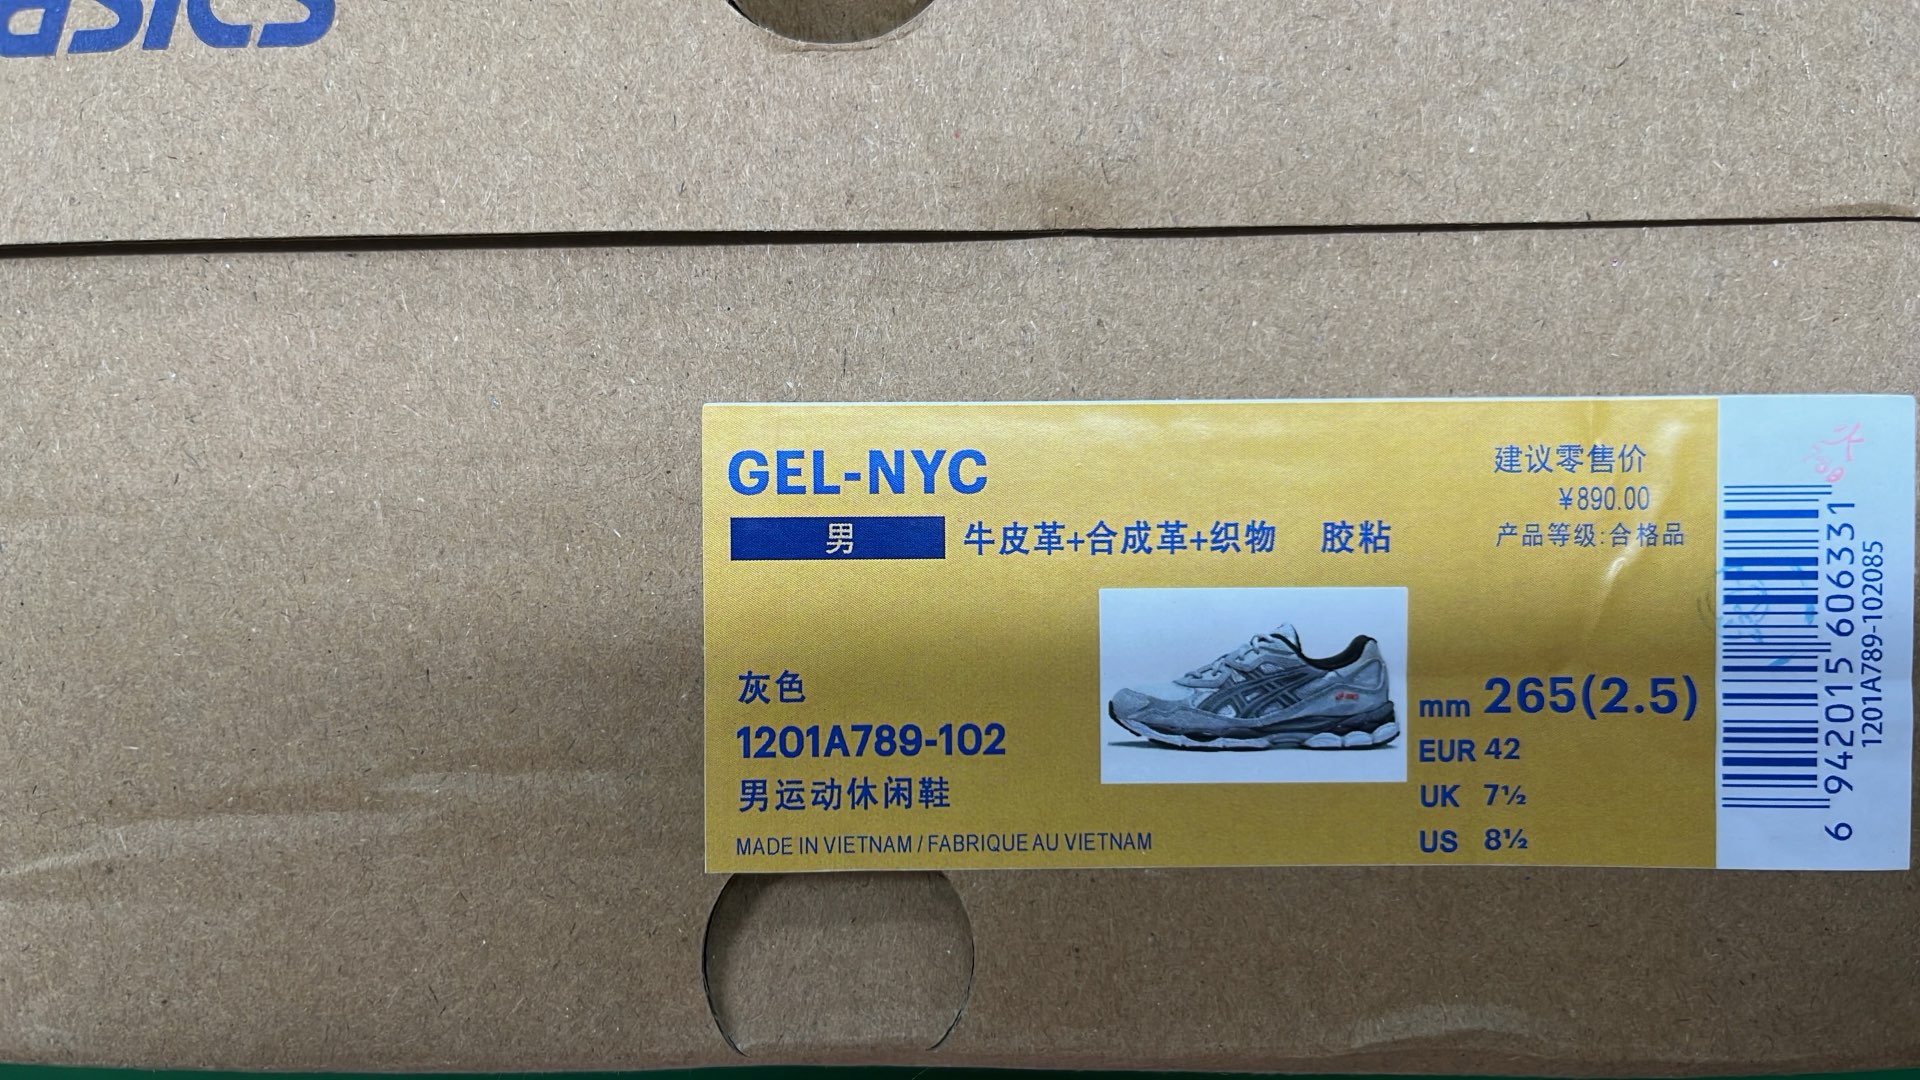 asics
GEL-NYC
男
牛皮革+合成革+织物 胶粘
建议零售价
¥890.00
产品等级:合格品
灰色
1201A789-102
男运动休闲鞋
MADE IN VIETNAM / FABRIQUE AU VIETNAM
mm 265(2.5)
EUR 42
UK 7½
US 8½
6 942015 606331
1201A789-102085